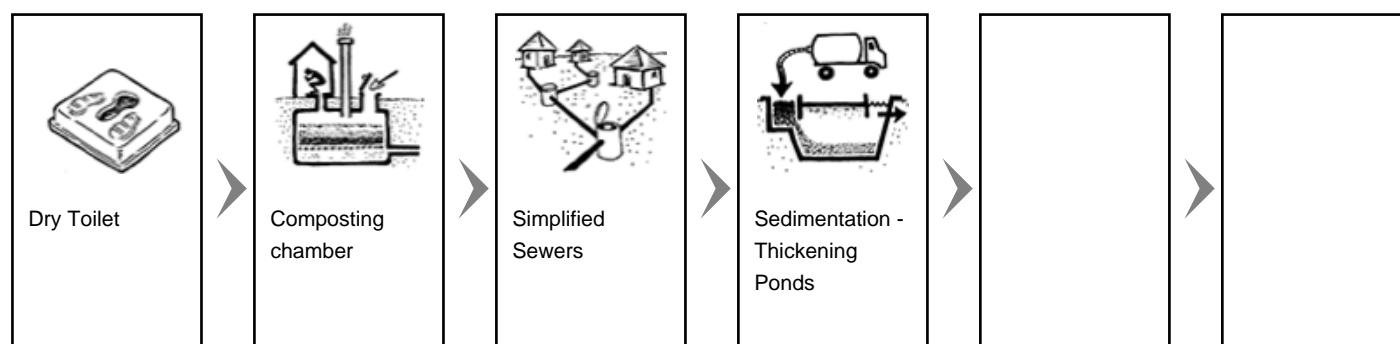 Dry Toilet
Composting
chamber
Simplified
Sewers
Sedimentation -
Thickening
Ponds